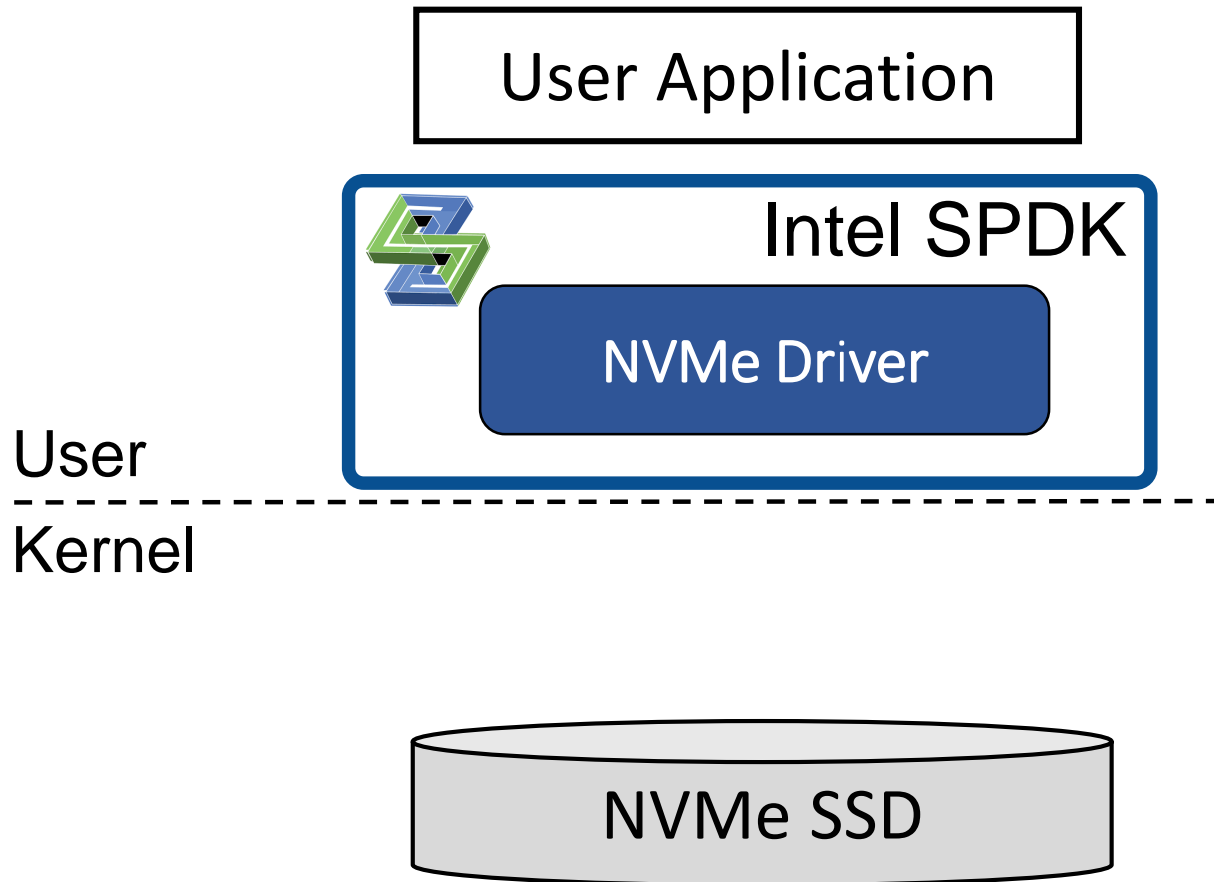 User Application
Intel SPDK
NVMe Driver
User
Kernel
NVMe SSD